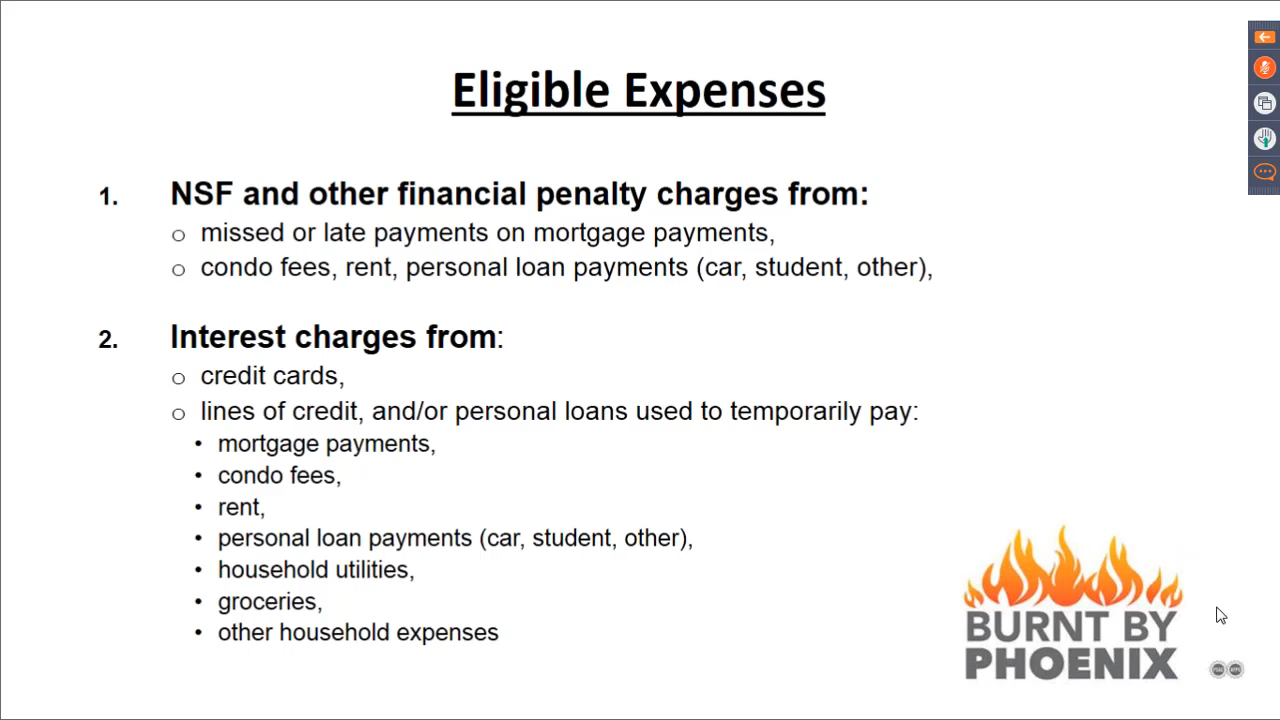 Eligible Expenses
1. NSF and other financial penalty charges from:
o missed or late payments on mortgage payments,
o condo fees, rent, personal loan payments (car, student, other),
2. Interest charges from:
o credit cards,
o lines of credit, and/or personal loans used to temporarily pay:
• mortgage payments,
• condo fees,
• rent,
• personal loan payments (car, student, other),
• household utilities,
• groceries,
• other household expenses
BURNT BY
PHOENIX